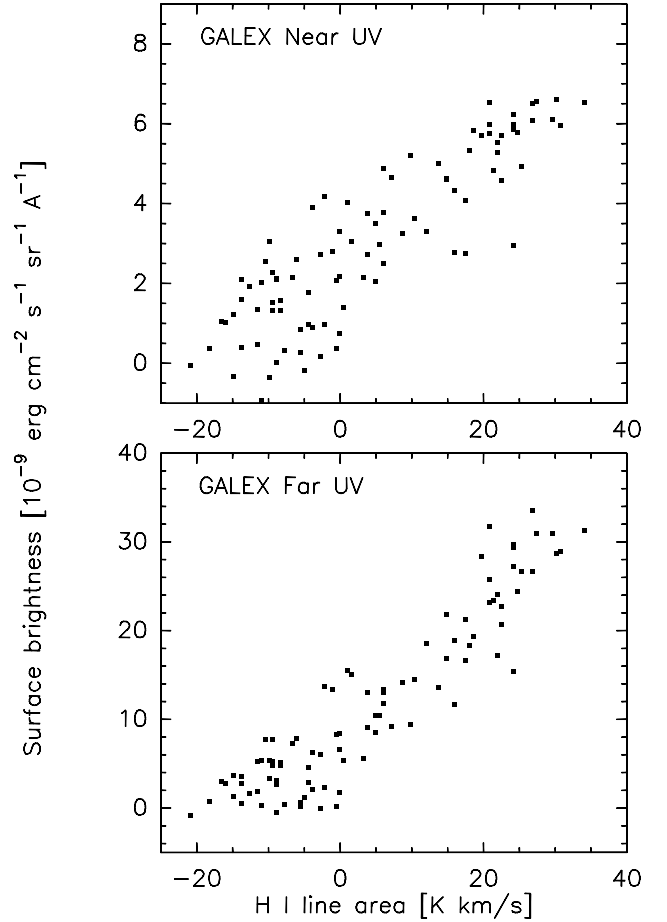 GALEX Near UV
8
6
4
2
0
−20 0 20 40
Surface brightness [10⁻⁹ erg cm⁻² s⁻¹ sr⁻¹ A⁻¹]
GALEX Far UV
40
30
20
10
0
−20 0 20 40
H I line area [K km/s]